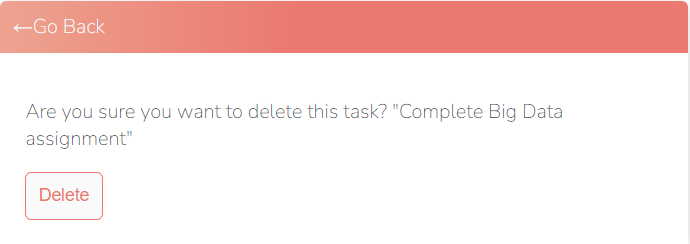 ←Go Back
Are you sure you want to delete this task? "Complete Big Data
assignment"
Delete